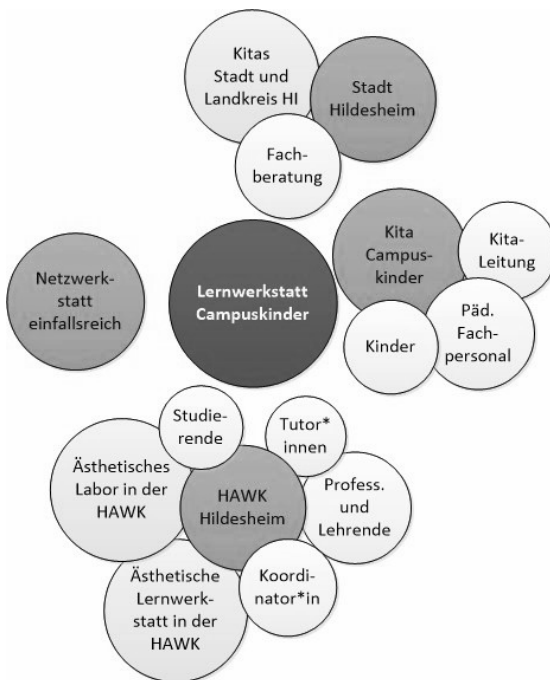 Kitas
Stadt und
Landkreis HI
Stadt
Hildesheim
Fach-
beratung
Kita
Campus-
kinder
Kita-
Leitung
Netzwerk-
statt
einfallsreich
Lernwerkstatt
Campuskinder
Päd.
Fach-
personal
Kinder
Studie-
rende
Tutor*
innen
Ästhetisches
Labor in der
HAWK
HAWK
Hildesheim
Profess.
und
Lehrende
Ästhetische
Lernwerk-
statt in der
HAWK
Koordi-
nator*in